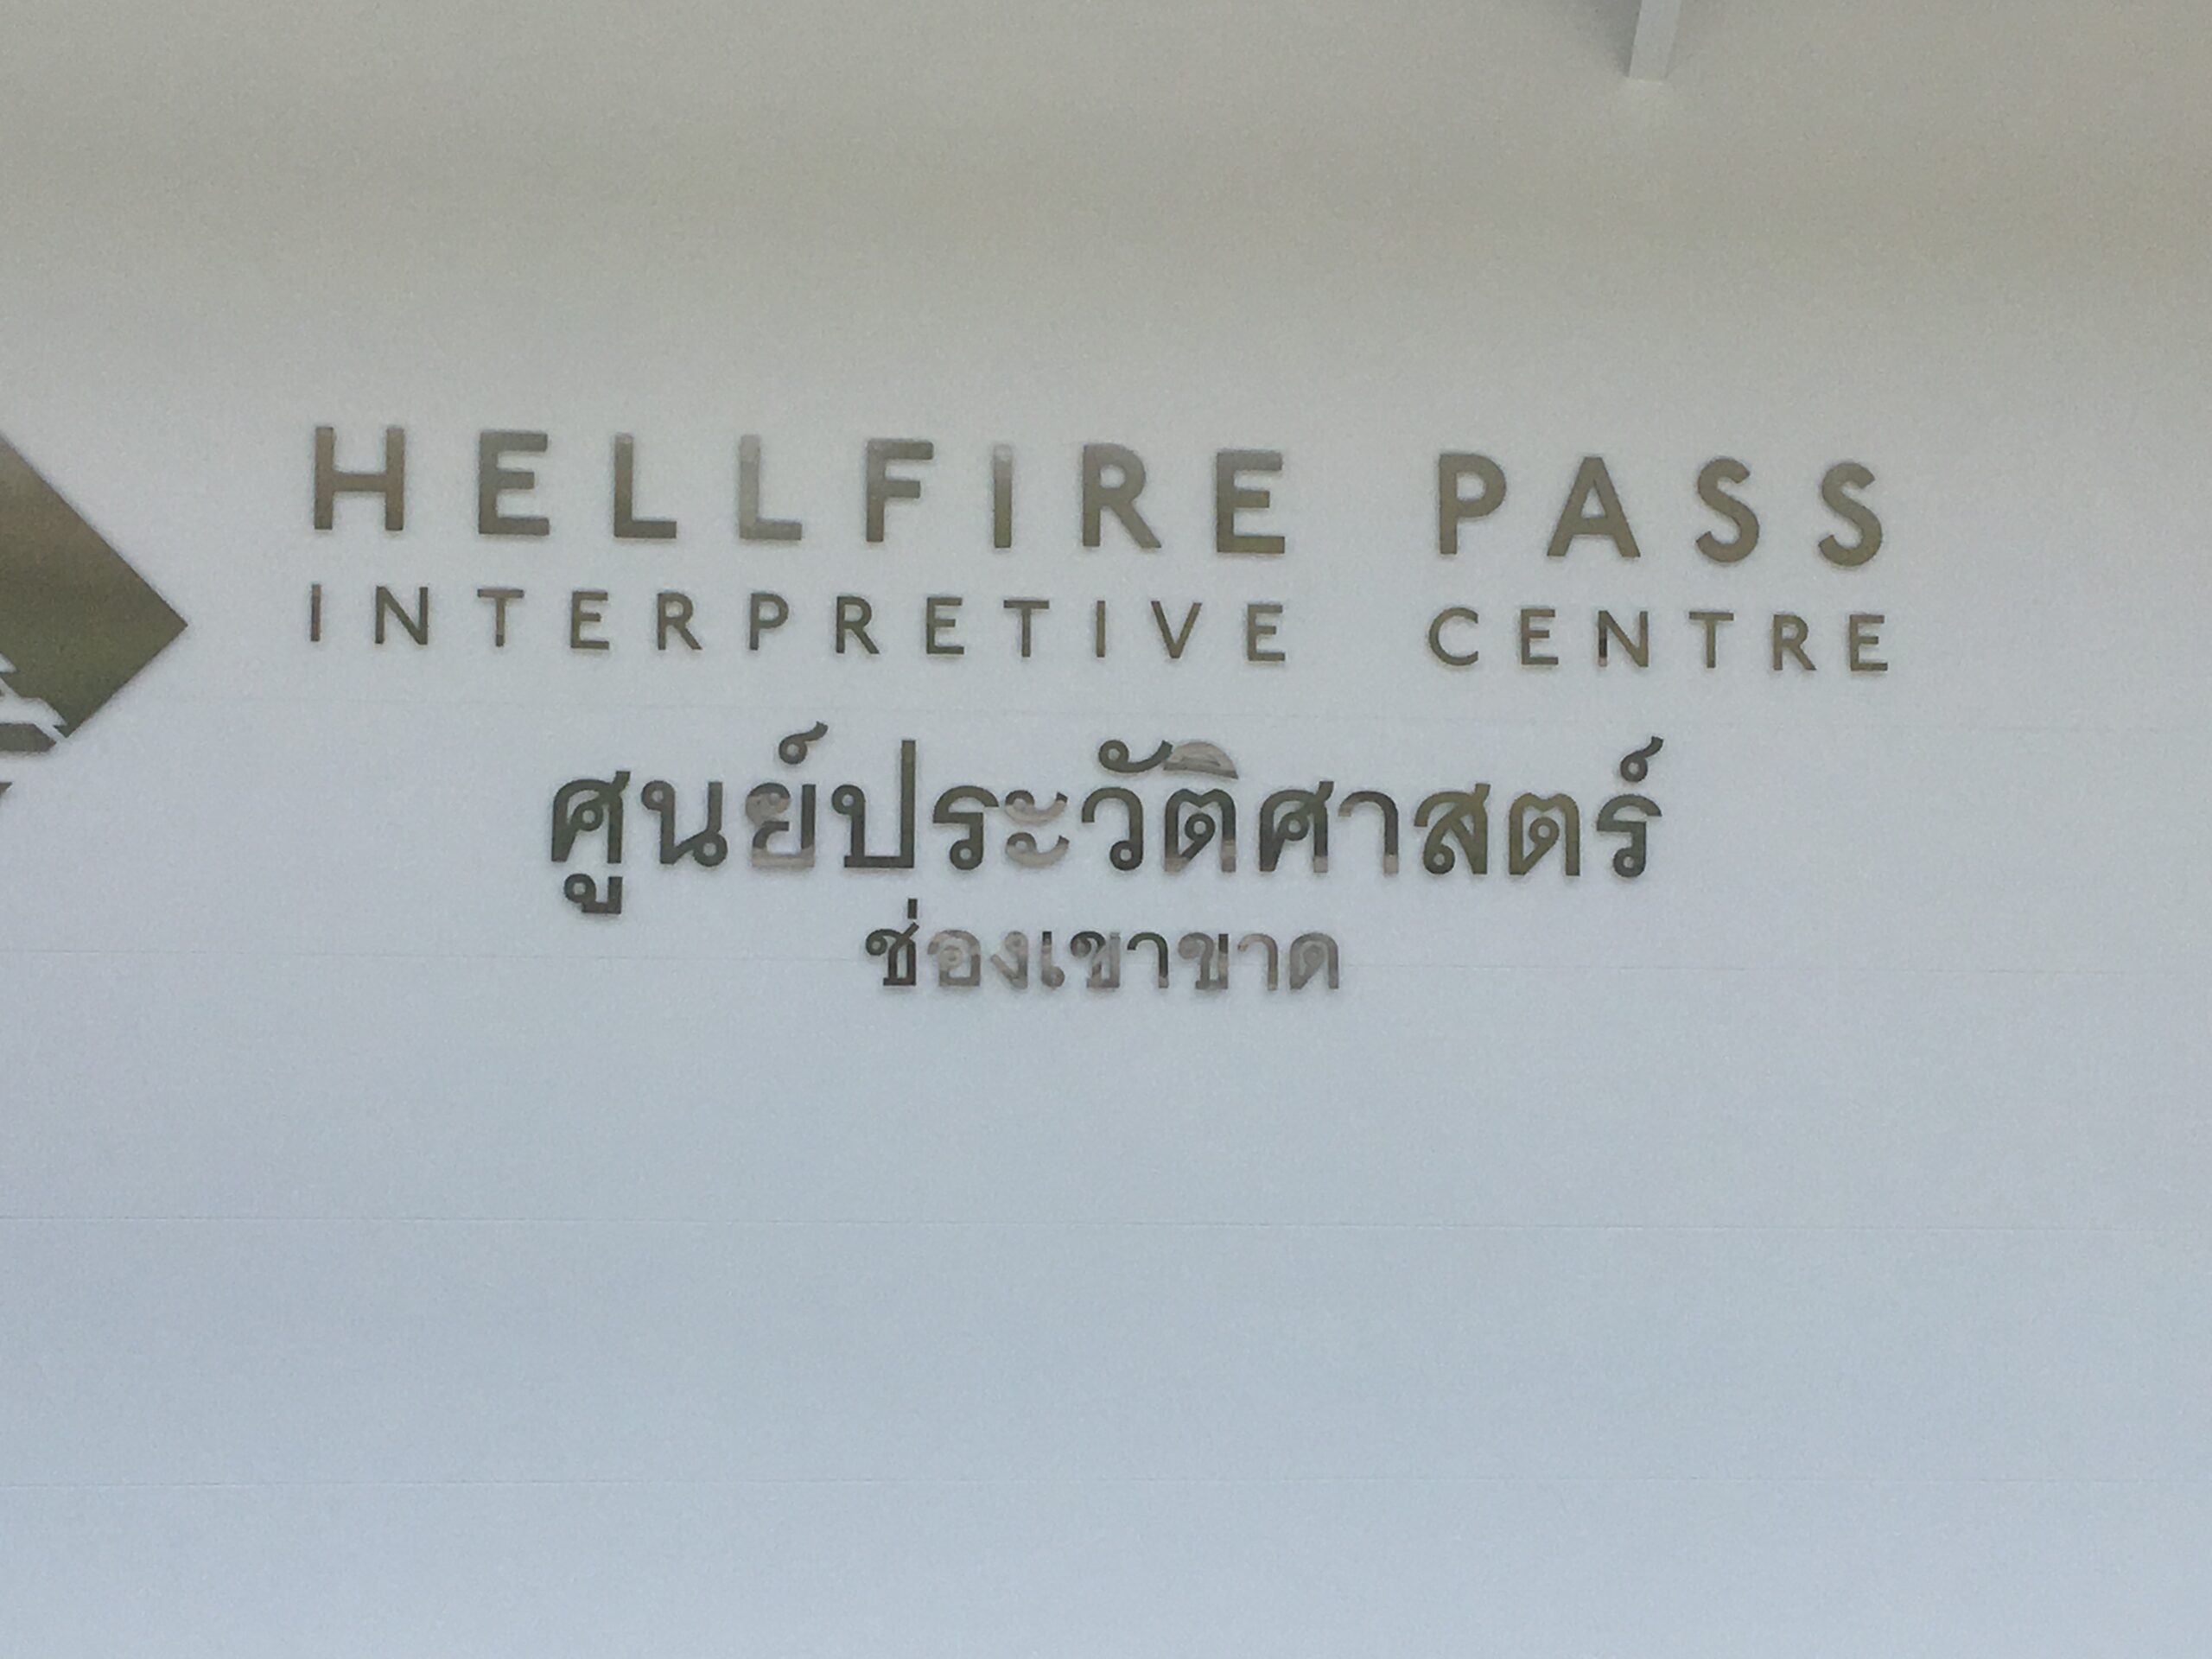 HELLFIRE PASS
INTERPRETIVE CENTRE
ศูนย์ประวัติศาสตร์
ช่องเขาขาด